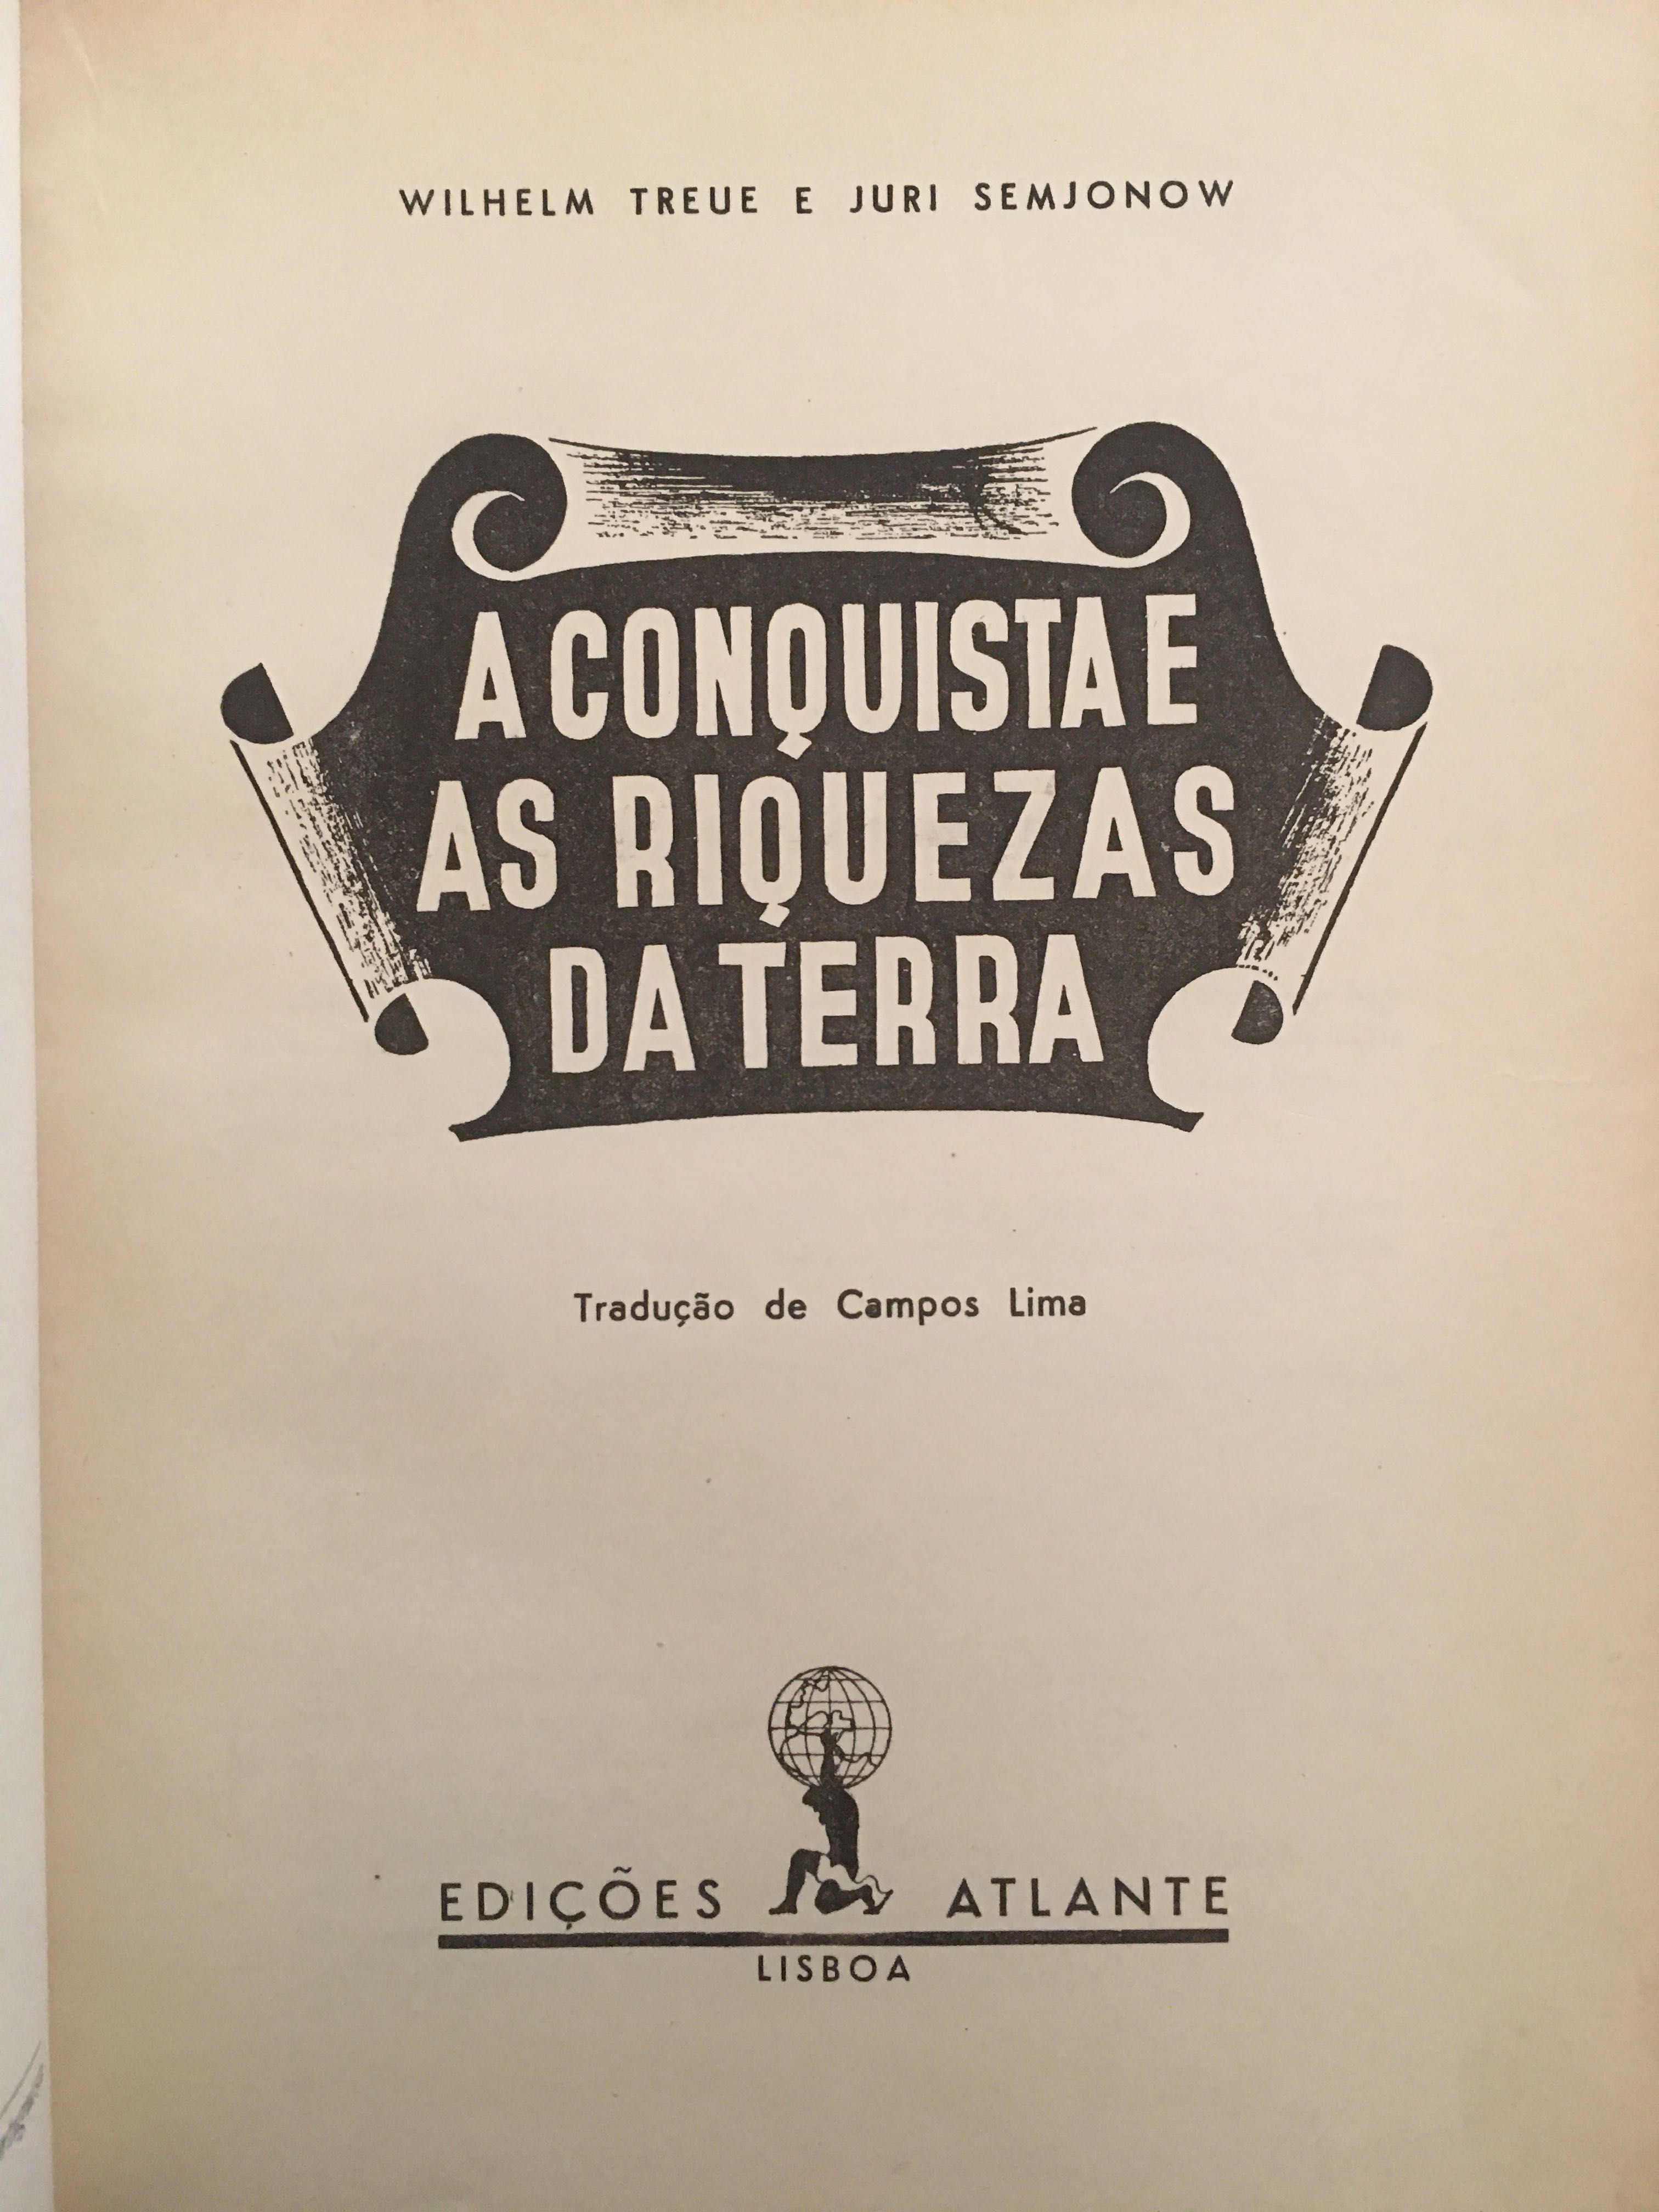 WILHELM TREUE E JURI SEMJONOW
A CONQUISTA E
AS RIQUEZAS
DA TERRA
Tradução de Campos Lima
EDIÇÕES ATLANTE
LISBOA